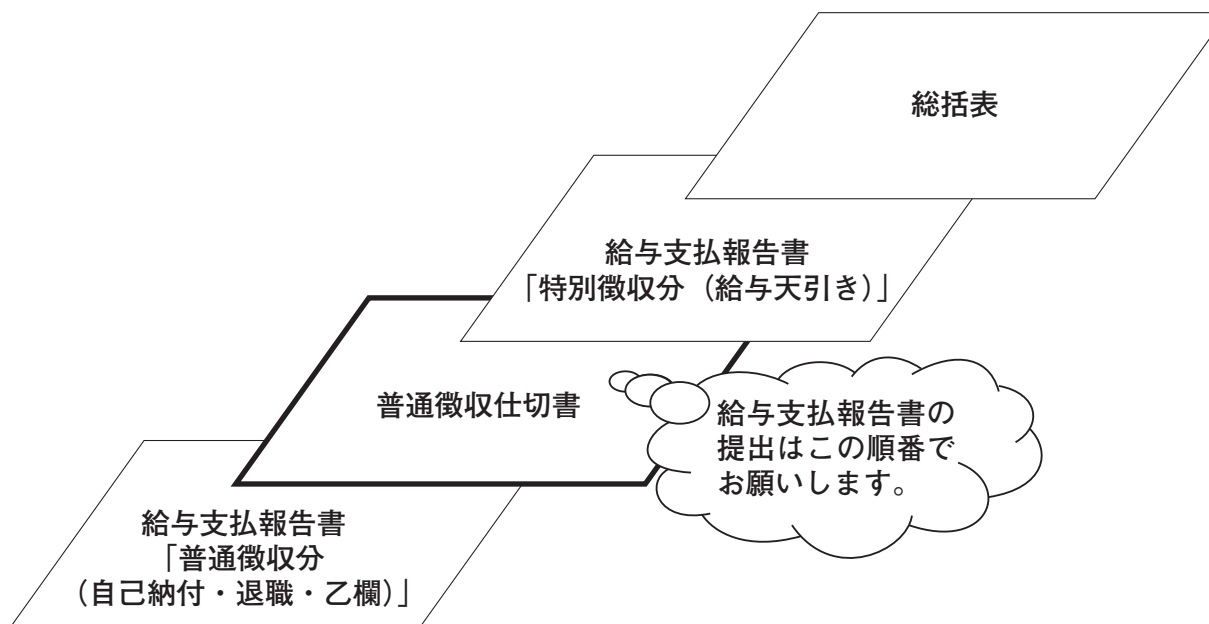 総括表
給与支払報告書
「特別徴収分（給与天引き）」
普通徴収仕切書
給与支払報告書の
提出はこの順番で
お願いします。
給与支払報告書
「普通徴収分
（自己納付・退職・乙欄）」